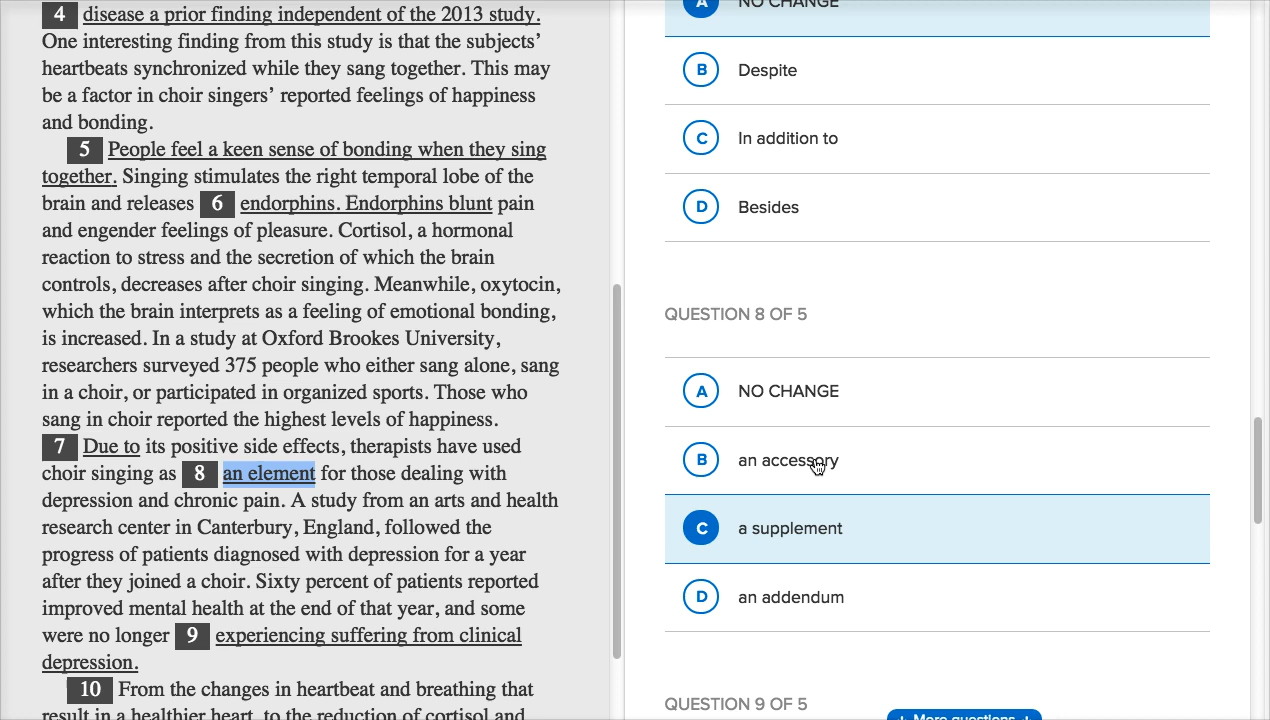 4 disease a prior finding independent of the 2013 study.
One interesting finding from this study is that the subjects’
heartbeats synchronized while they sang together. This may
be a factor in choir singers’ reported feelings of happiness
and bonding.
5 People feel a keen sense of bonding when they sing
together. Singing stimulates the right temporal lobe of the
brain and releases 6 endorphins. Endorphins blunt pain
and engender feelings of pleasure. Cortisol, a hormonal
reaction to stress and the secretion of which the brain
controls, decreases after choir singing. Meanwhile, oxytocin,
which the brain interprets as a feeling of emotional bonding,
is increased. In a study at Oxford Brookes University,
researchers surveyed 375 people who either sang alone, sang
in a choir, or participated in organized sports. Those who
sang in choir reported the highest levels of happiness.
7 Due to its positive side effects, therapists have used
choir singing as 8 an element for those dealing with
depression and chronic pain. A study from an arts and health
research center in Canterbury, England, followed the
progress of patients diagnosed with depression for a year
after they joined a choir. Sixty percent of patients reported
improved mental health at the end of that year, and some
were no longer 9 experiencing suffering from clinical
depression.
10 From the changes in heartbeat and breathing that
result in a healthier heart, to the reduction of cortisol and
A NO CHANGE
B Despite
C In addition to
D Besides
QUESTION 8 OF 5
A NO CHANGE
B an accessory
C a supplement
D an addendum
QUESTION 9 OF 5
↓ More questions ↓